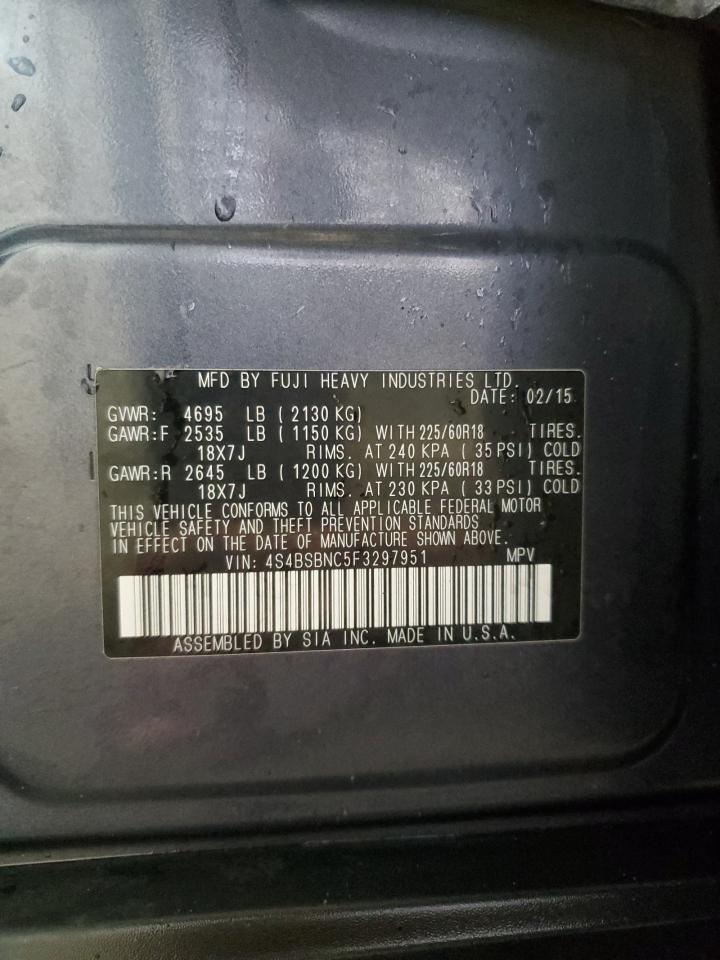 MFD BY FUJI HEAVY INDUSTRIES LTD.
DATE: 02/15
GVWR: 4695 LB (2130 KG)
GAWR:F 2535 LB (1150 KG) WITH 225/60R18 TIRES.
18X7J RIMS. AT 240 KPA (35 PSI) COLD
GAWR:R 2645 LB (1200 KG) WITH 225/60R18 TIRES.
18X7J RIMS. AT 230 KPA (33 PSI) COLD
THIS VEHICLE CONFORMS TO ALL APPLICABLE FEDERAL MOTOR
VEHICLE SAFETY AND THEFT PREVENTION STANDARDS
IN EFFECT ON THE DATE OF MANUFACTURE SHOWN ABOVE.
VIN: 4S4BSBNC5F3297951 MPV
ASSEMBLED BY SIA INC. MADE IN U.S.A.